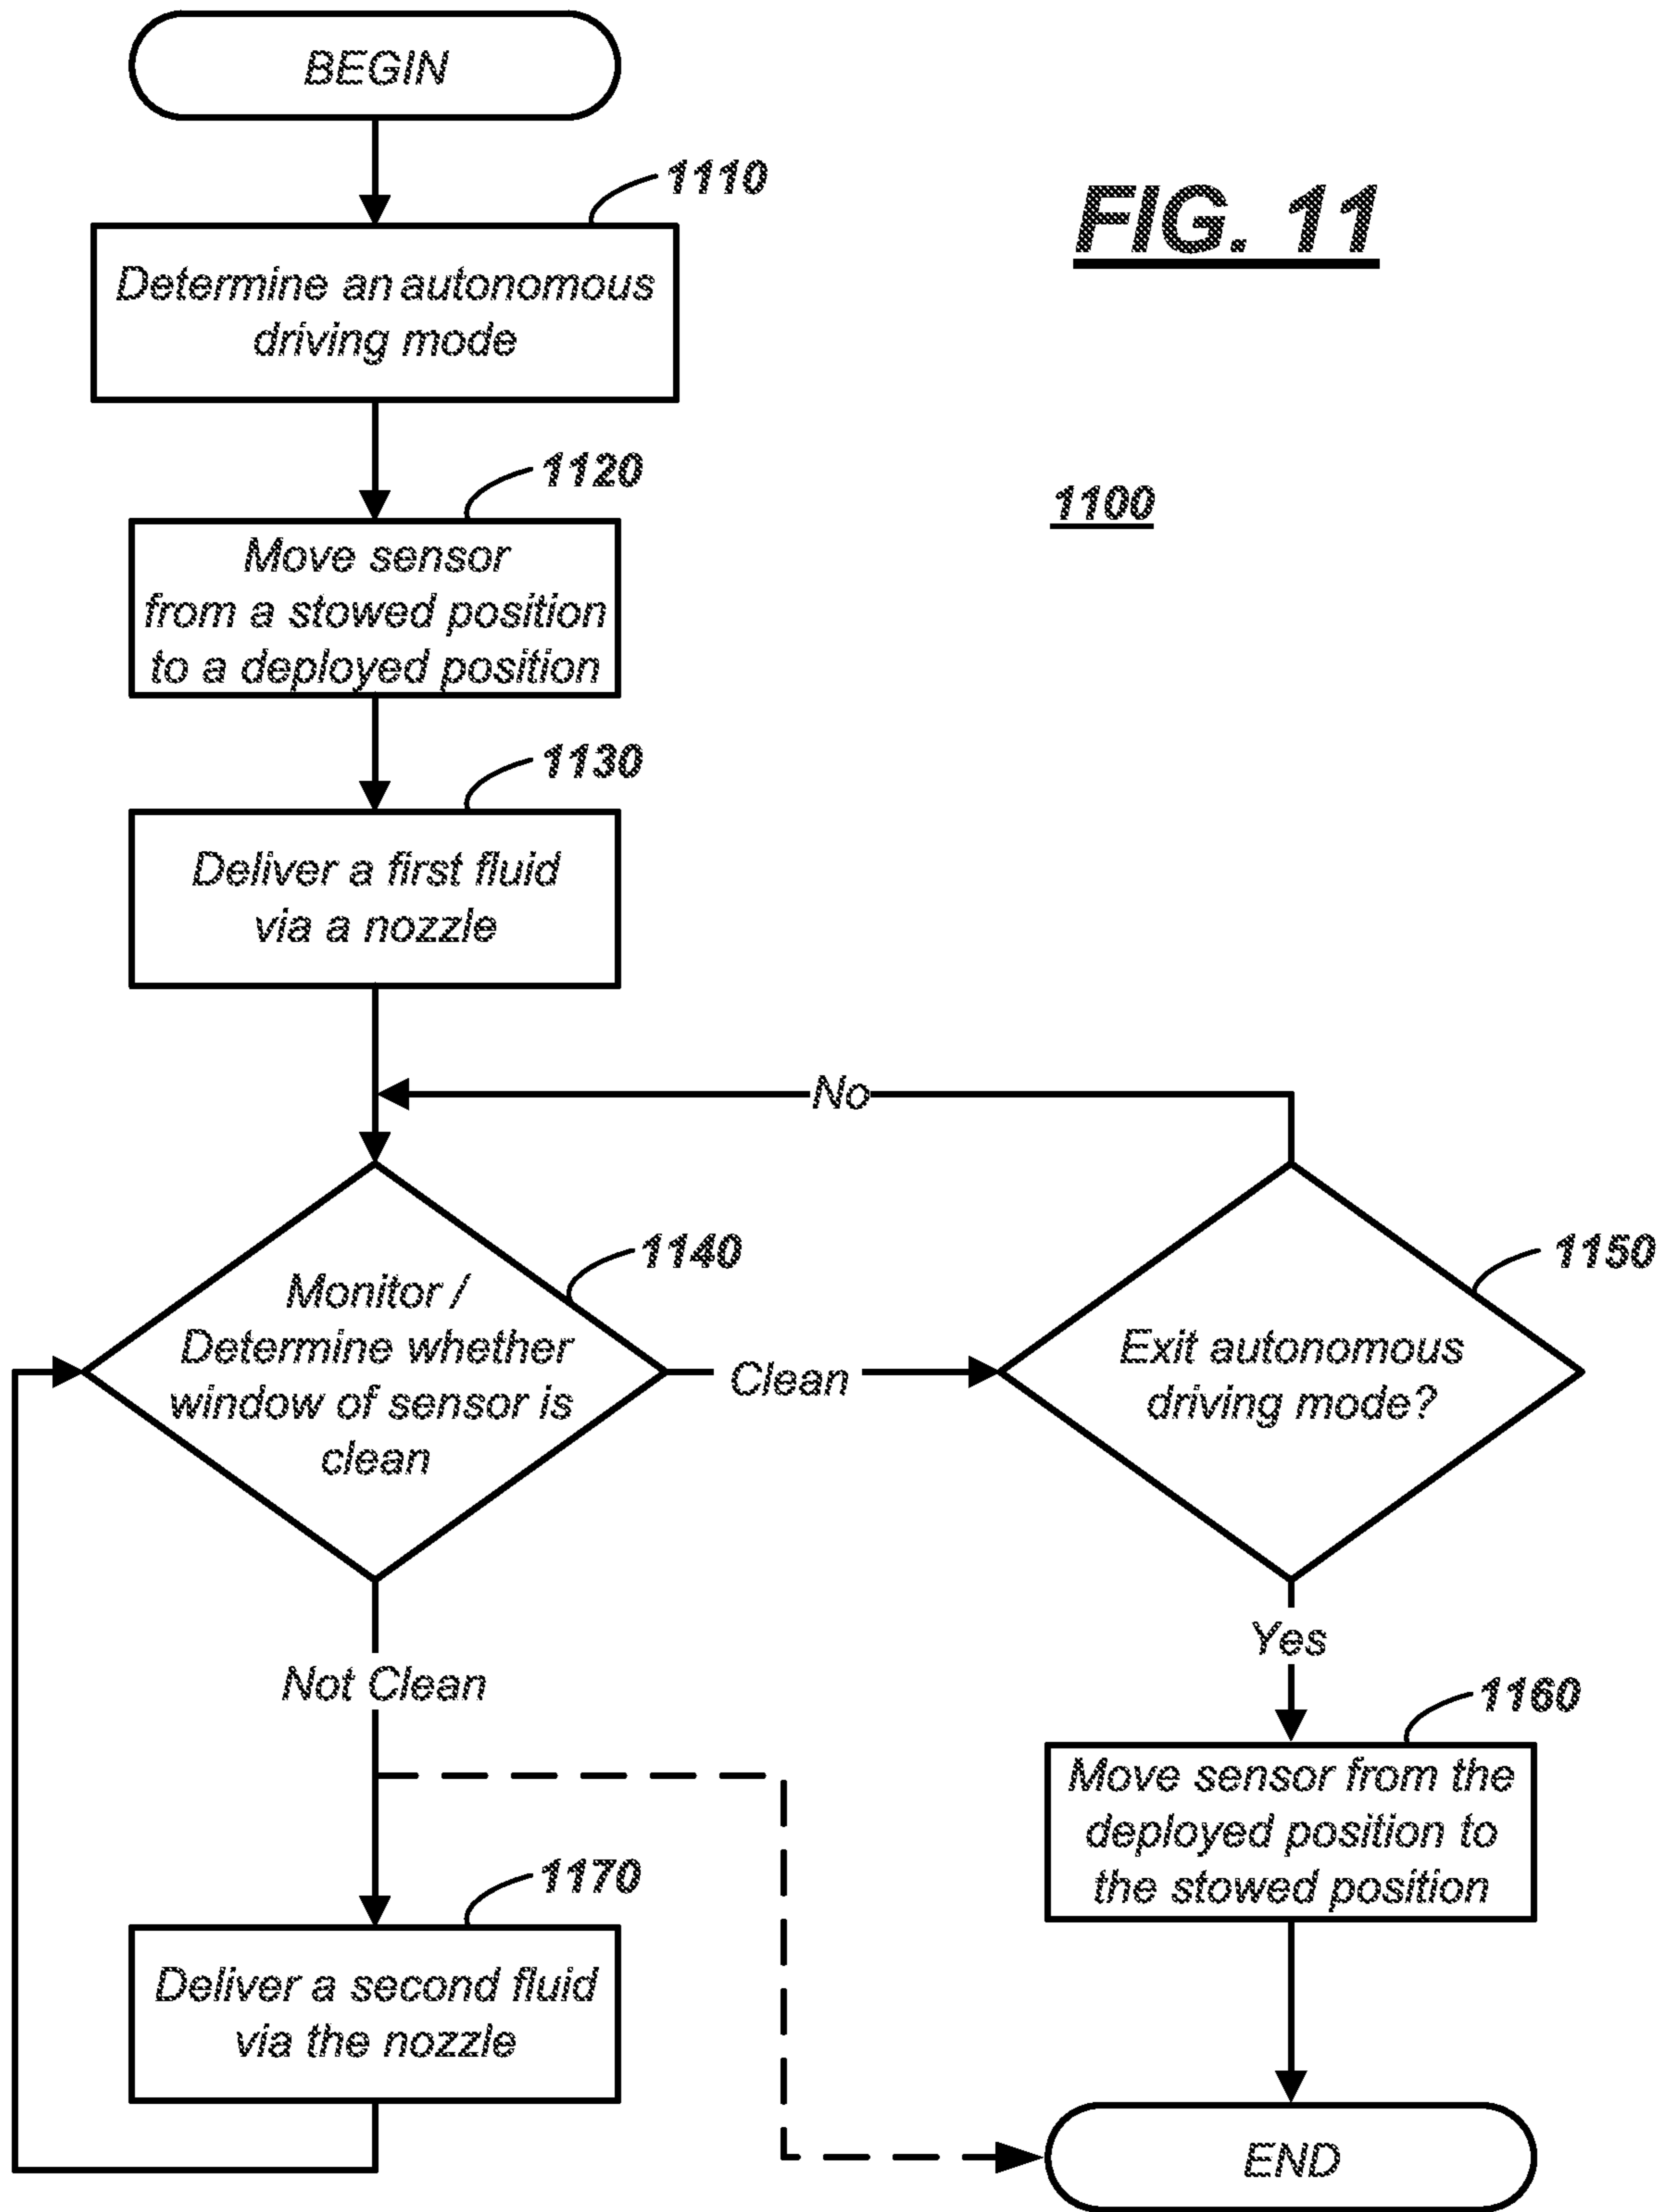 BEGIN
1110
FIG. 11
Determine an autonomous
driving mode
1120
1100
Move sensor
from a stowed position
to a deployed position
1130
Deliver a first fluid
via a nozzle
No
1140
Monitor /
Determine whether
window of sensor is
clean
Clean
1150
Exit autonomous
driving mode?
Not Clean
Yes
1160
Move sensor from the
deployed position to
the stowed position
1170
Deliver a second fluid
via the nozzle
END